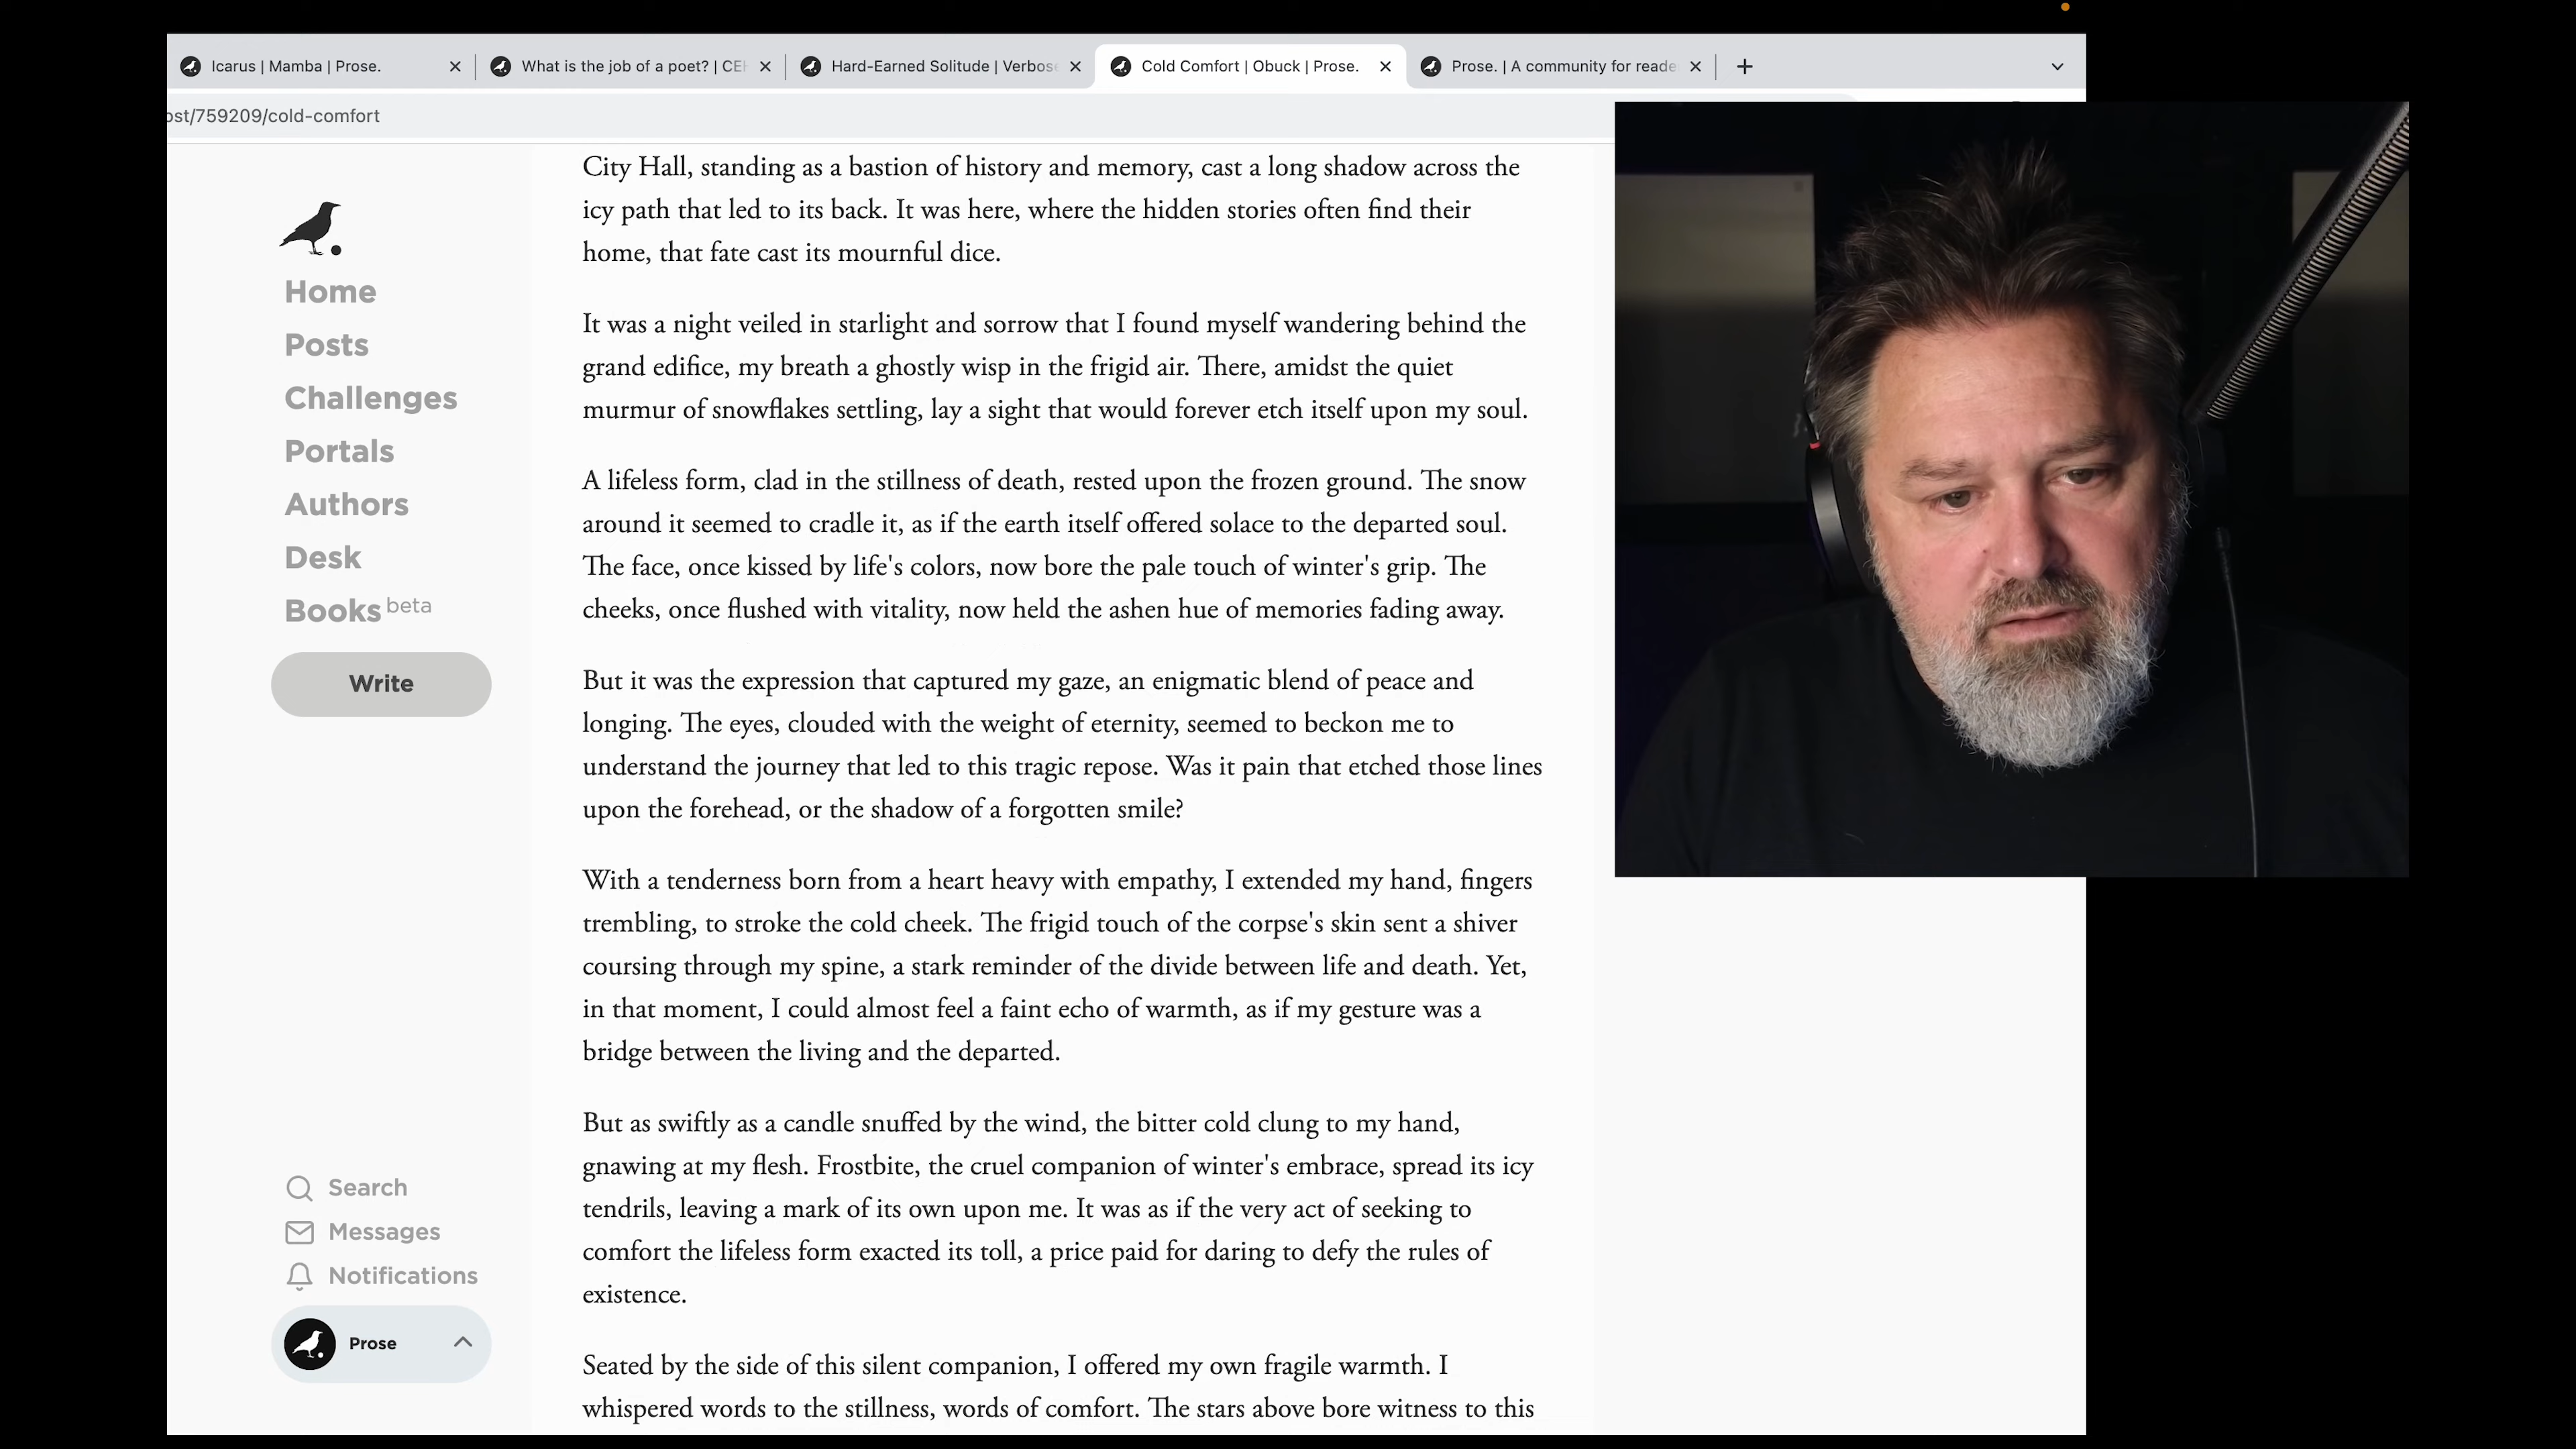 Icarus | Mamba | Prose.
What is the job of a poet? | CEH
Hard-Earned Solitude | Verbose
Cold Comfort | Obuck | Prose.
Prose. | A community for reade
ost/759209/cold-comfort
Home
Posts
Challenges
Portals
Authors
Desk
Books beta
Write
Search
Messages
Notifications
Prose
City Hall, standing as a bastion of history and memory, cast a long shadow across the
icy path that led to its back. It was here, where the hidden stories often find their
home, that fate cast its mournful dice.
It was a night veiled in starlight and sorrow that I found myself wandering behind the
grand edifice, my breath a ghostly wisp in the frigid air. There, amidst the quiet
murmur of snowflakes settling, lay a sight that would forever etch itself upon my soul.
A lifeless form, clad in the stillness of death, rested upon the frozen ground. The snow
around it seemed to cradle it, as if the earth itself offered solace to the departed soul.
The face, once kissed by life's colors, now bore the pale touch of winter's grip. The
cheeks, once flushed with vitality, now held the ashen hue of memories fading away.
But it was the expression that captured my gaze, an enigmatic blend of peace and
longing. The eyes, clouded with the weight of eternity, seemed to beckon me to
understand the journey that led to this tragic repose. Was it pain that etched those lines
upon the forehead, or the shadow of a forgotten smile?
With a tenderness born from a heart heavy with empathy, I extended my hand, fingers
trembling, to stroke the cold cheek. The frigid touch of the corpse's skin sent a shiver
coursing through my spine, a stark reminder of the divide between life and death. Yet,
in that moment, I could almost feel a faint echo of warmth, as if my gesture was a
bridge between the living and the departed.
But as swiftly as a candle snuffed by the wind, the bitter cold clung to my hand,
gnawing at my flesh. Frostbite, the cruel companion of winter's embrace, spread its icy
tendrils, leaving a mark of its own upon me. It was as if the very act of seeking to
comfort the lifeless form exacted its toll, a price paid for daring to defy the rules of
existence.
Seated by the side of this silent companion, I offered my own fragile warmth. I
whispered words to the stillness, words of comfort. The stars above bore witness to this